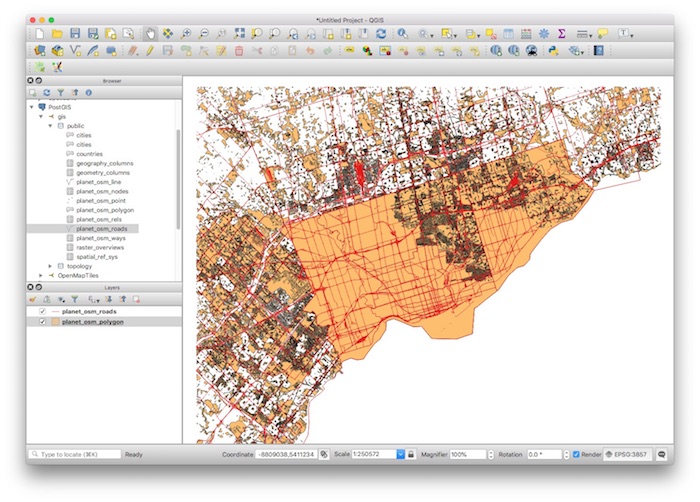 *Untitled Project - QGIS
Browser
PostGIS
gis
public
cities
cities
countries
geography_columns
geometry_columns
planet_osm_line
planet_osm_nodes
planet_osm_point
planet_osm_polygon
planet_osm_rels
planet_osm_roads
planet_osm_ways
raster_overviews
spatial_ref_sys
topology
OpenMapTiles
Layers
planet_osm_roads
planet_osm_polygon
Type to locate (⌘K)
Ready
Coordinate -8809038,5411234
Scale 1:250572
Magnifier 100%
Rotation 0.0 °
Render
EPSG:3857